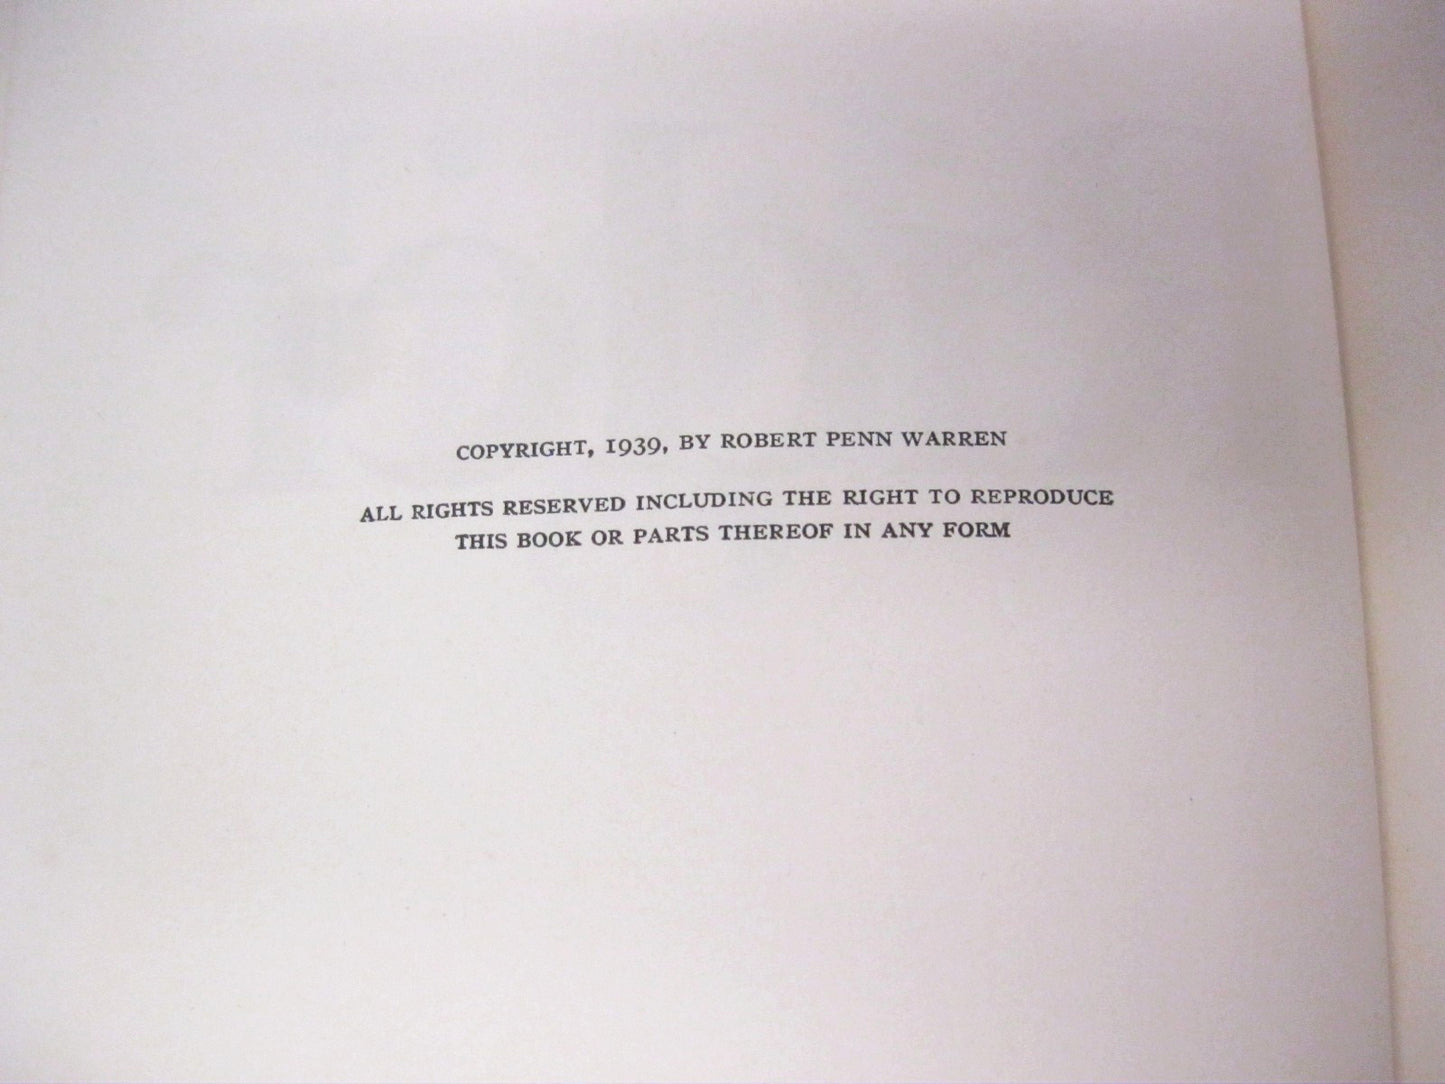 COPYRIGHT, 1939, BY ROBERT PENN WARREN
ALL RIGHTS RESERVED INCLUDING THE RIGHT TO REPRODUCE
THIS BOOK OR PARTS THEREOF IN ANY FORM